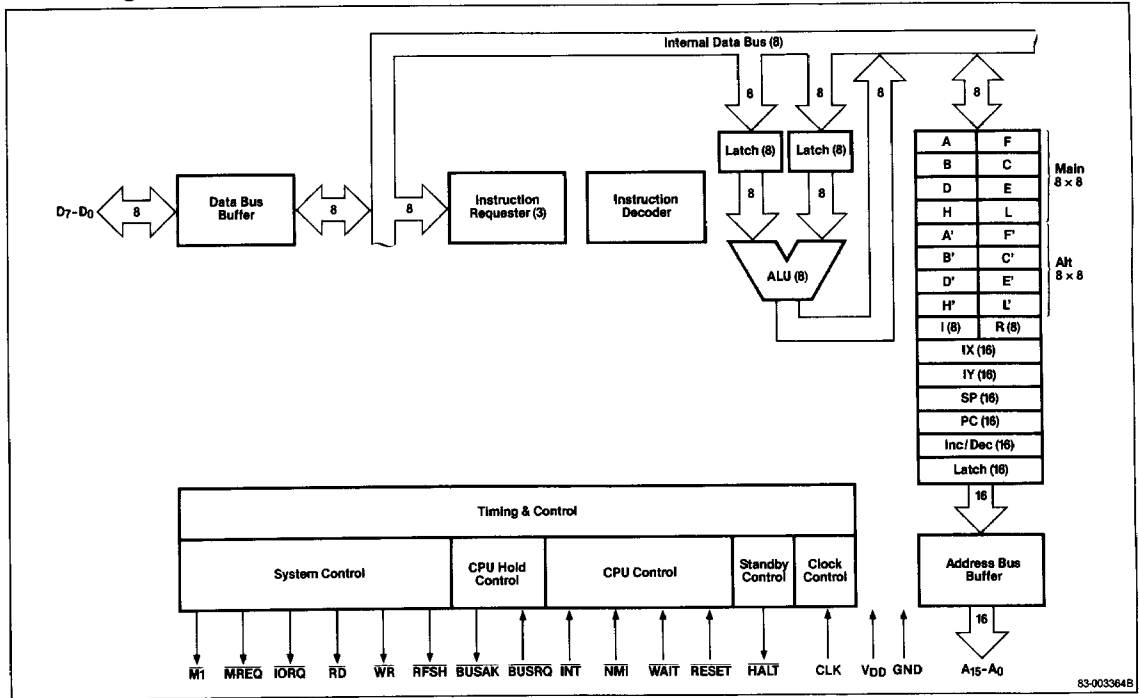 Internal Data Bus (8)
8
8
8
8
Latch (8)
Latch (8)
A F
B C
D E
H L
Main
8 × 8
D7-D0
8
Data Bus
Buffer
8
8
Instruction
Requester (3)
Instruction
Decoder
8
8
ALU (8)
A' F'
B' C'
D' E'
H' L'
Alt
8 × 8
I (8) R (8)
IX (16)
IY (16)
SP (16)
PC (16)
Inc/Dec (16)
Latch (16)
16
Timing & Control
System Control
CPU Hold
Control
CPU Control
Standby
Control
Clock
Control
Address Bus
Buffer
16
M1 MREQ IORQ RD WR RFSH BUSAK BUSRQ INT NMI WAIT RESET HALT CLK VDD GND A15-A0
83-003364B